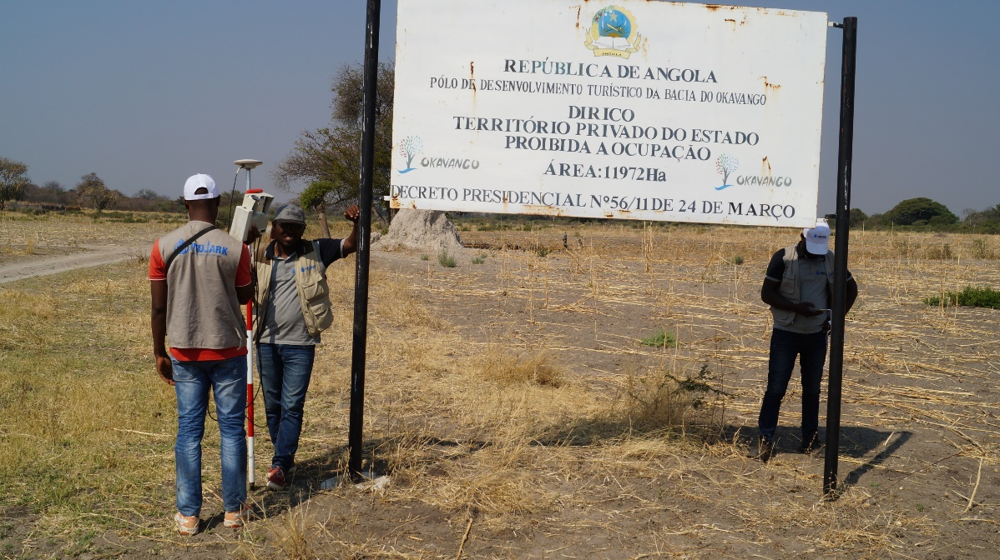 ANGOLA
REPÚBLICA DE ANGOLA
PÓLO DE DESENVOLVIMENTO TURÍSTICO DA BACIA DO OKAVANGO
DIRICO
TERRITÓRIO PRIVADO DO ESTADO
PROIBIDA A OCUPAÇÃO
OKAVANGO
ÁREA:11972Ha
OKAVANGO
DECRETO PRESIDENCIAL Nº56/11 DE 24 DE MARÇO